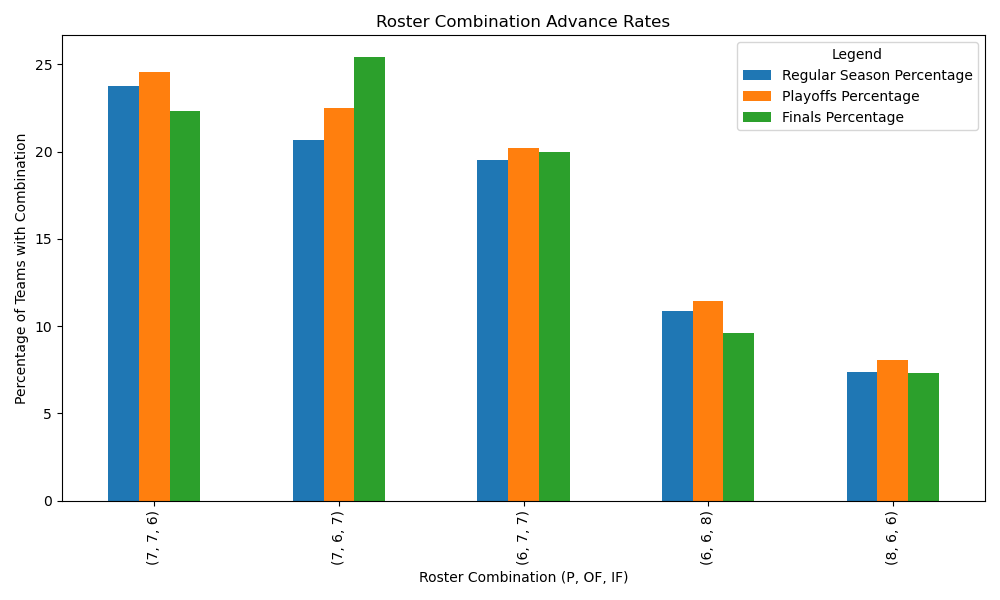 Roster Combination Advance Rates
Legend
Regular Season Percentage
Playoffs Percentage
Finals Percentage
Percentage of Teams with Combination
25
20
15
10
5
0
(7, 7, 6)
(7, 6, 7)
(6, 7, 7)
(6, 6, 8)
(8, 6, 6)
Roster Combination (P, OF, IF)